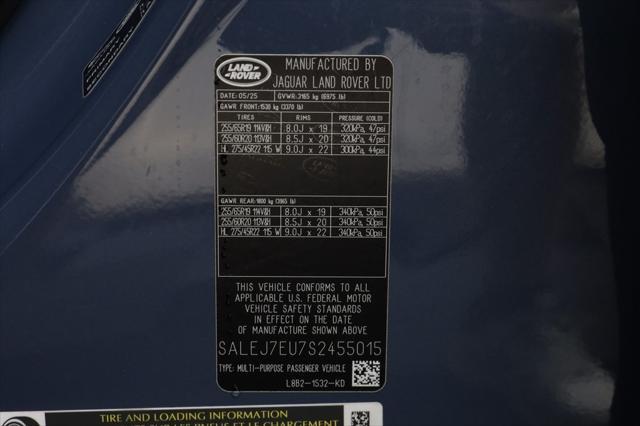 LAND
ROVER
MANUFACTURED BY
JAGUAR LAND ROVER LTD
DATE: 05/25 GVWR: 3165 kg (6975 lb)
GAWR FRONT: 1530 kg (3370 lb)
TIRES RIMS PRESSURE (COLD)
255/65R19 114V&H 8.0J x 19 320kPa, 47psi
255/60R20 113V&H 8.5J x 20 320kPa, 47psi
HL 275/45R22 115 W 9.0J x 22 300kPa, 44psi
GAWR REAR: 1800 kg (3965 lb)
255/65R19 114V&H 8.0J x 19 340kPa, 50psi
255/60R20 113V&H 8.5J x 20 340kPa, 50psi
HL 275/45R22 115 W 9.0J x 22 340kPa, 50psi
THIS VEHICLE CONFORMS TO ALL
APPLICABLE U.S. FEDERAL MOTOR
VEHICLE SAFETY STANDARDS
IN EFFECT ON THE DATE
OF MANUFACTURE SHOWN ABOVE
SALEJ7EU7S2455015
TYPE: MULTI-PURPOSE PASSENGER VEHICLE
L8B2-1532-KD
TIRE AND LOADING INFORMATION